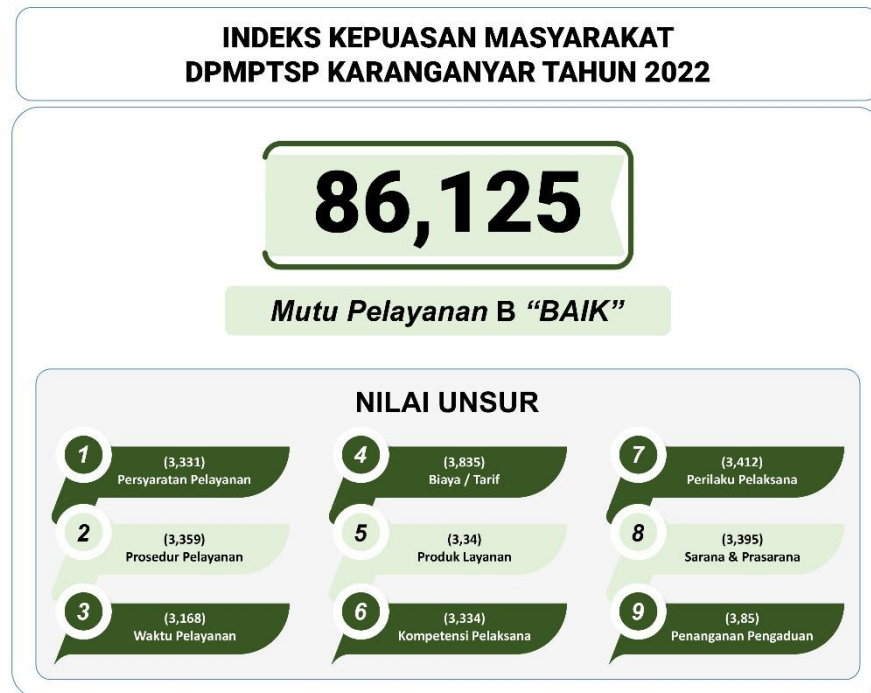 INDEKS KEPUASAN MASYARAKAT
DPMPTSP KARANGANYAR TAHUN 2022
86,125
Mutu Pelayanan B “BAIK”
NILAI UNSUR
1
(3,331)
Persyaratan Pelayanan
2
(3,359)
Prosedur Pelayanan
3
(3,168)
Waktu Pelayanan
4
(3,835)
Biaya / Tarif
5
(3,34)
Produk Layanan
6
(3,334)
Kompetensi Pelaksana
7
(3,412)
Perilaku Pelaksana
8
(3,395)
Sarana & Prasarana
9
(3,85)
Penanganan Pengaduan